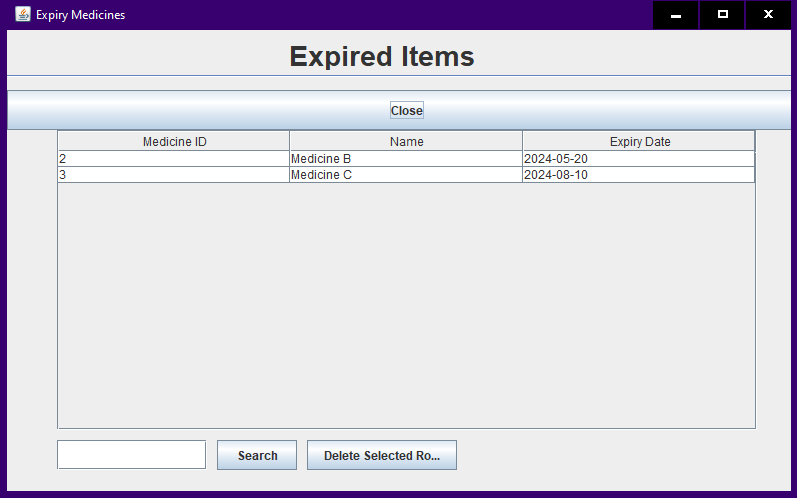 Expiry Medicines
Expired Items
Close
Medicine ID Name Expiry Date
2 Medicine B 2024-05-20
3 Medicine C 2024-08-10
Search Delete Selected Ro...